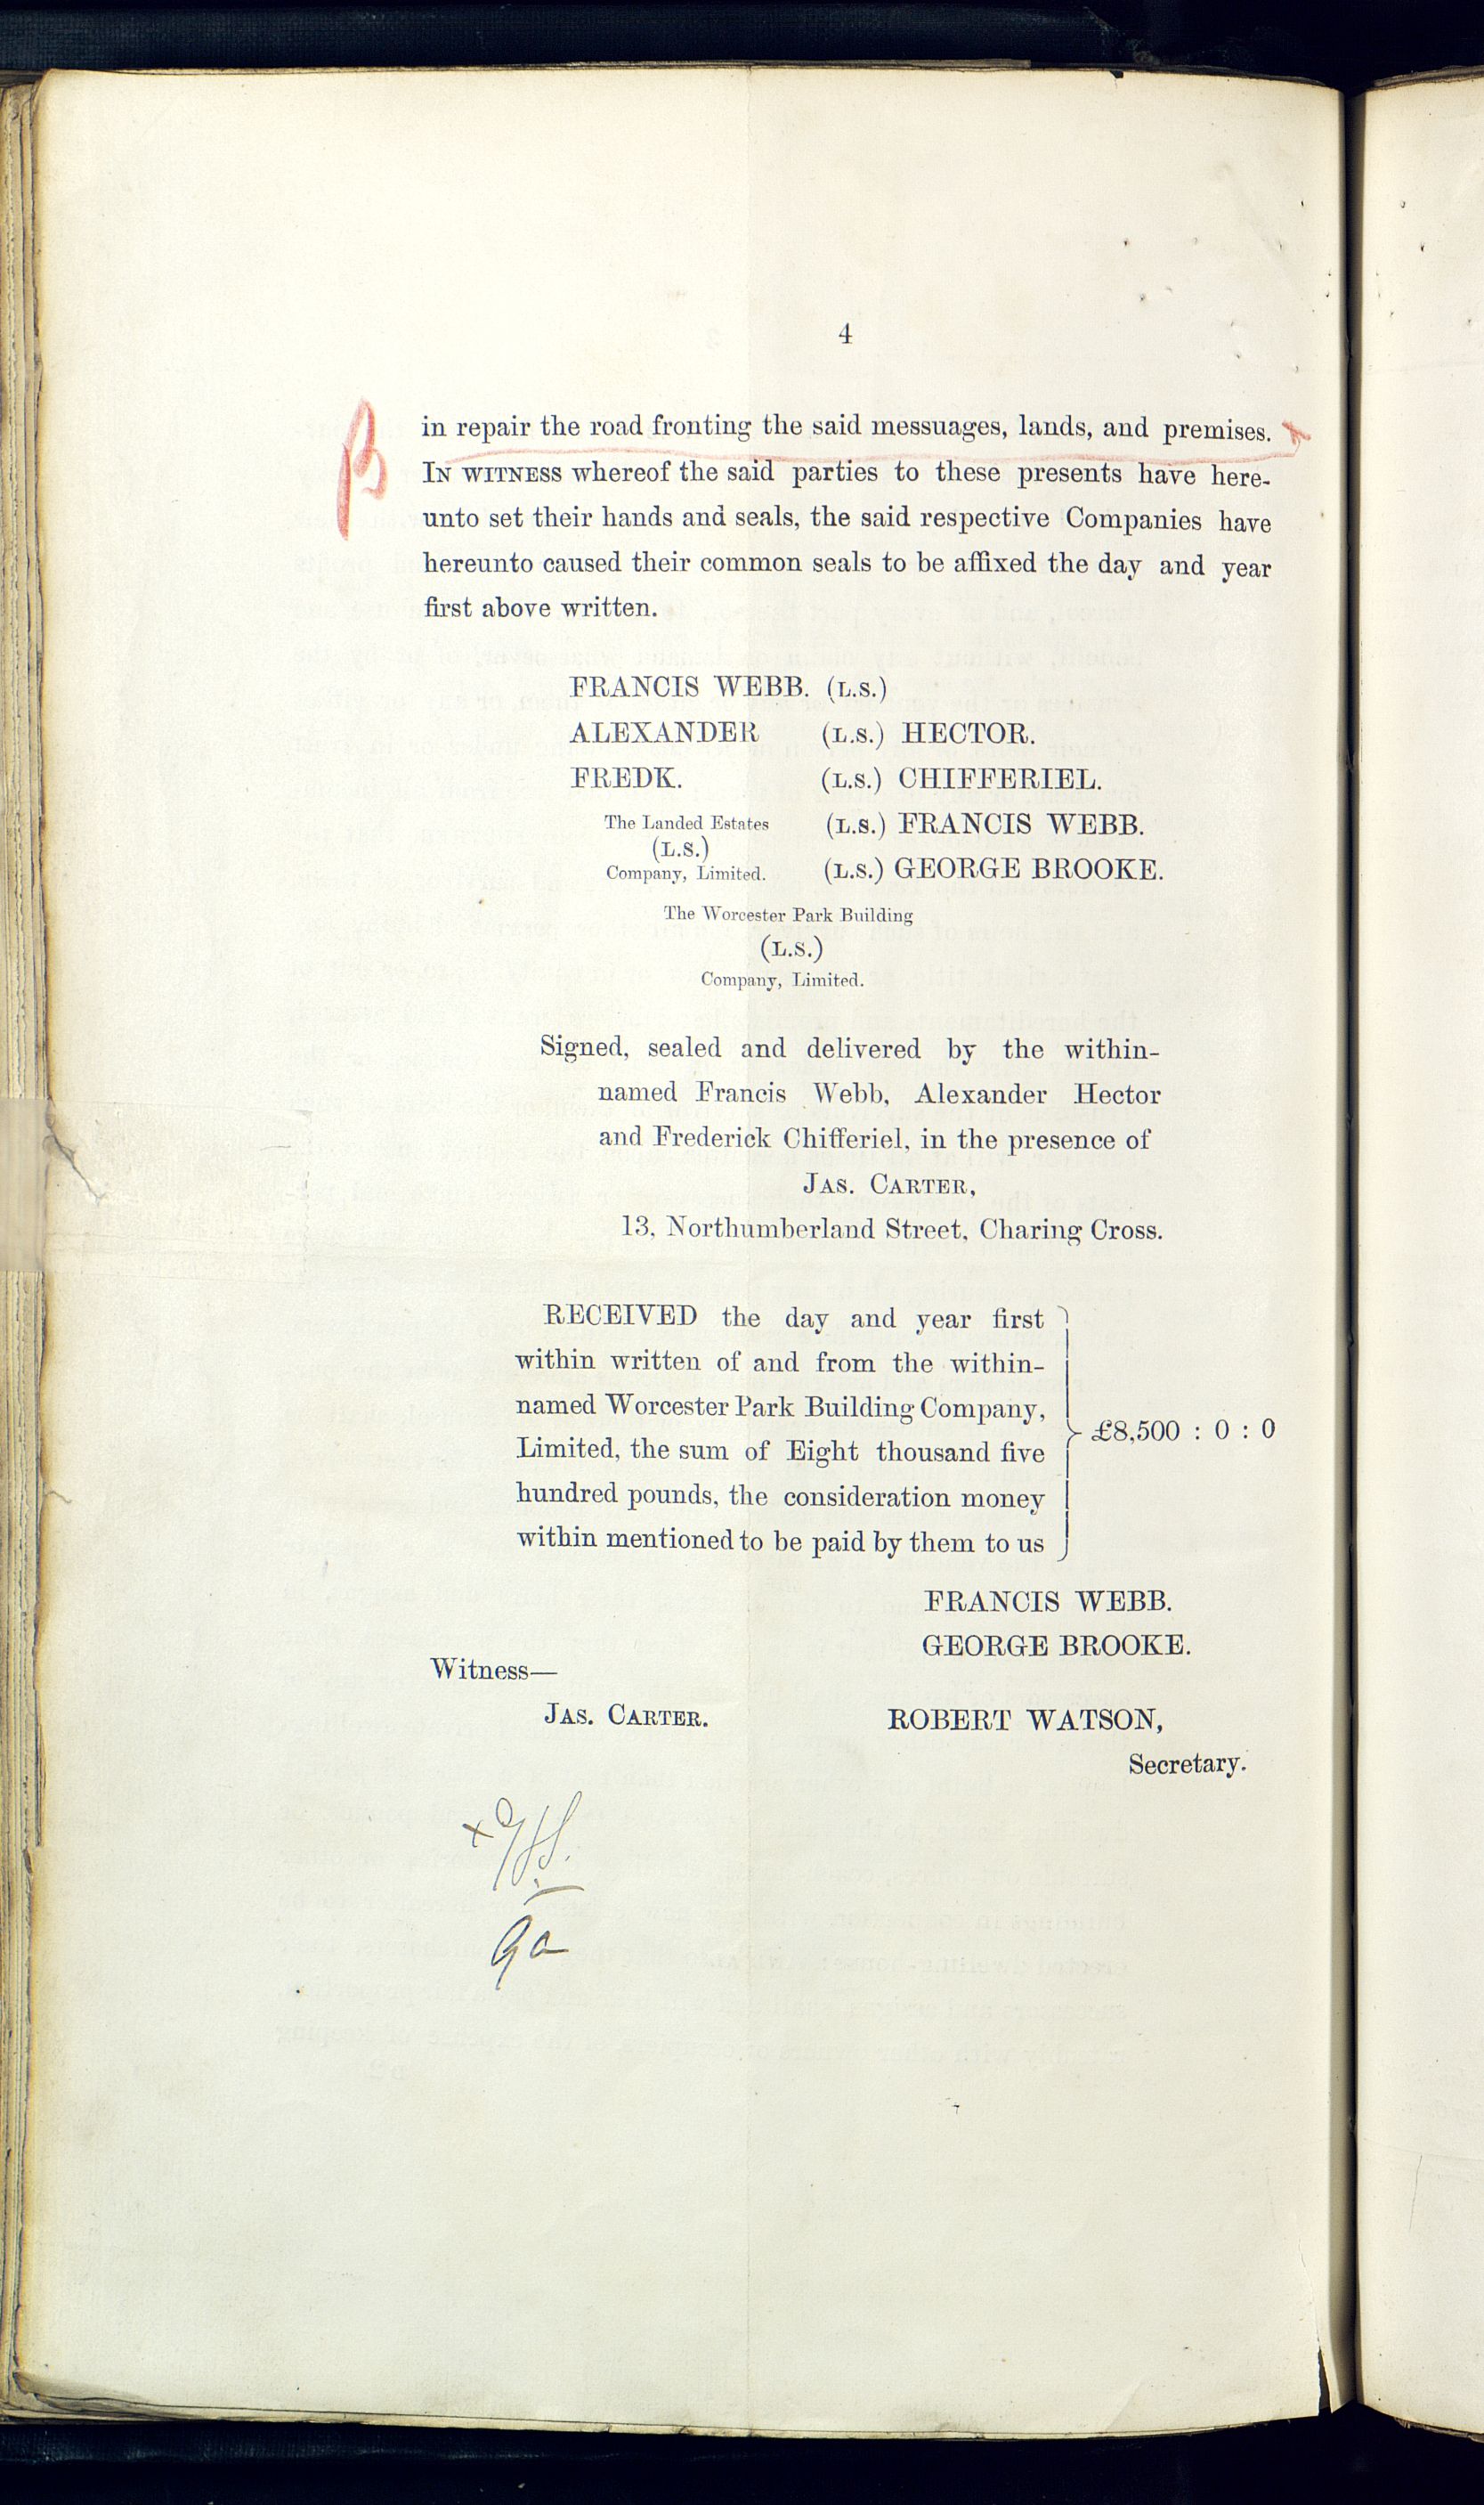 4
in repair the road fronting the said messuages, lands, and premises.
IN WITNESS whereof the said parties to these presents have here-
unto set their hands and seals, the said respective Companies have
hereunto caused their common seals to be affixed the day and year
first above written.
FRANCIS WEBB. (L.S.)
ALEXANDER (L.S.) HECTOR.
FREDK. (L.S.) CHIFFERIEL.
The Landed Estates (L.S.) FRANCIS WEBB.
(L.S.)
Company, Limited. (L.S.) GEORGE BROOKE.
The Worcester Park Building
(L.S.)
Company, Limited.
Signed, sealed and delivered by the within-
named Francis Webb, Alexander Hector
and Frederick Chifferiel, in the presence of
JAS. CARTER,
13, Northumberland Street, Charing Cross.
RECEIVED the day and year first
within written of and from the within-
named Worcester Park Building Company,
Limited, the sum of Eight thousand five
hundred pounds, the consideration money
within mentioned to be paid by them to us
£8,500 : 0 : 0
FRANCIS WEBB.
GEORGE BROOKE.
Witness—
JAS. CARTER.
ROBERT WATSON,
Secretary.